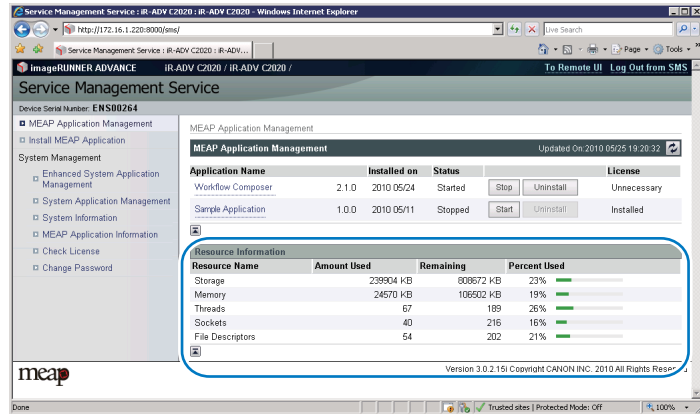 Service Management Service : iR-ADV C2020 : iR-ADV C2020 - Windows Internet Explorer
http://172.16.1.220:8000/sms/
Live Search
Service Management Service : iR-ADV C2020 : iR-ADV...
Page
Tools
imageRUNNER ADVANCE iR-ADV C2020 / iR-ADV C2020 /
To Remote UI Log Out from SMS
Service Management Service
Device Serial Number: ENS00264
MEAP Application Management
Install MEAP Application
System Management
Enhanced System Application
Management
System Application Management
System Information
MEAP Application Information
Check License
Change Password
MEAP Application Management
MEAP Application Management Updated On:2010 05/25 19:20:32
Application Name Installed on Status License
Workflow Composer 2.1.0 2010 05/24 Started Stop Uninstall Unnecessary
Sample Application 1.0.0 2010 05/11 Stopped Start Uninstall Installed
Resource Information
Resource Name Amount Used Remaining Percent Used
Storage 239904 KB 808672 KB 23%
Memory 24570 KB 106502 KB 19%
Threads 67 189 26%
Sockets 40 216 16%
File Descriptors 54 202 21%
meap
Version 3.0.2.15i Copyright CANON INC. 2010 All Rights Reserved
Done
Trusted sites | Protected Mode: Off
100%